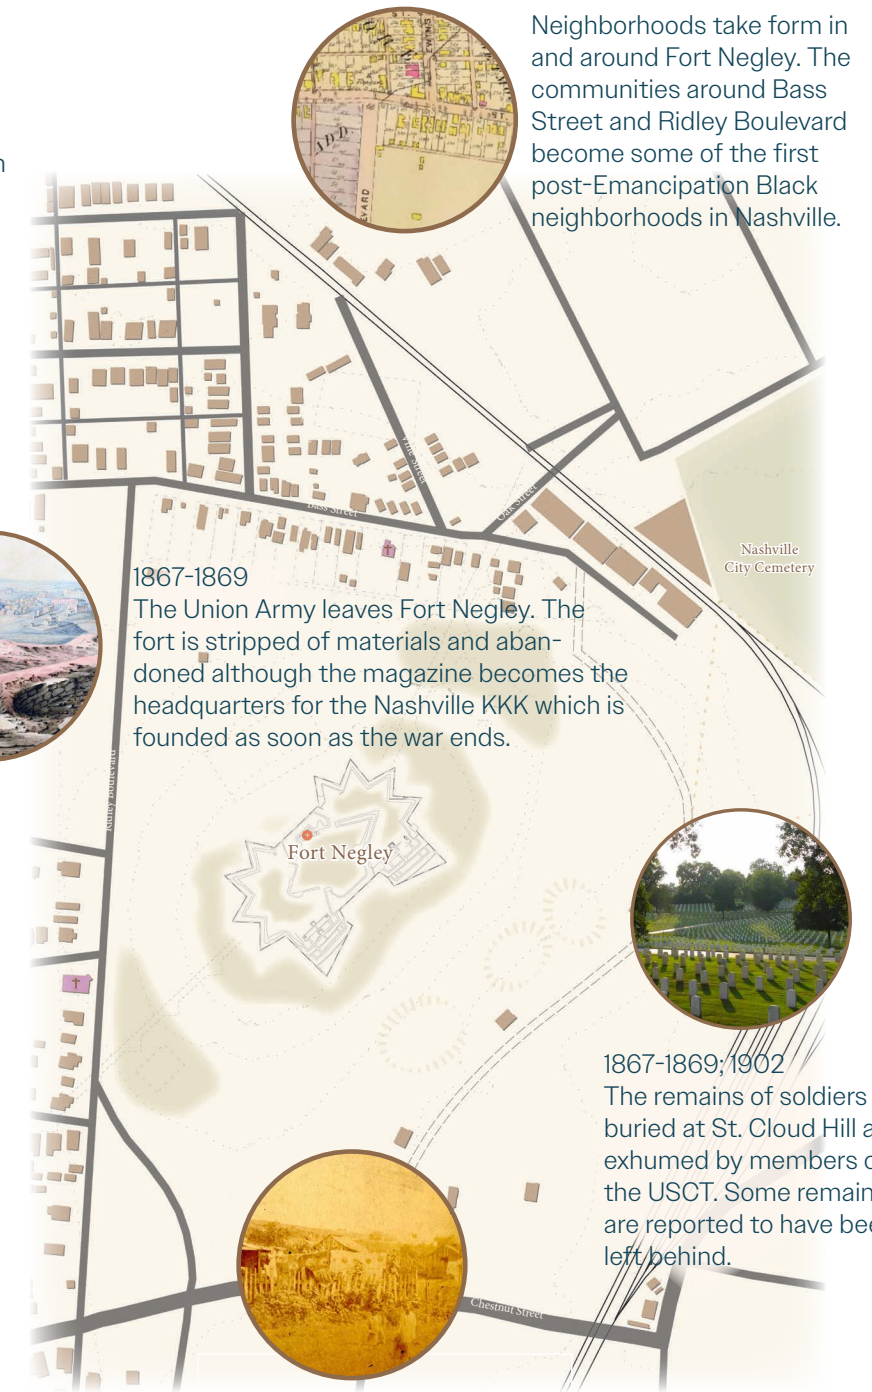 Neighborhoods take form in
and around Fort Negley. The
communities around Bass
Street and Ridley Boulevard
become some of the first
post-Emancipation Black
neighborhoods in Nashville.
ADD
Vine Street
Bass Street
Oak Street
Nashville
City Cemetery
1867-1869
The Union Army leaves Fort Negley. The
fort is stripped of materials and aban-
doned although the magazine becomes the
headquarters for the Nashville KKK which is
founded as soon as the war ends.
Ridley Boulevard
Fort Negley
1867-1869; 1902
The remains of soldiers
buried at St. Cloud Hill a
exhumed by members o
the USCT. Some remain
are reported to have bee
left behind.
Chestnut Street